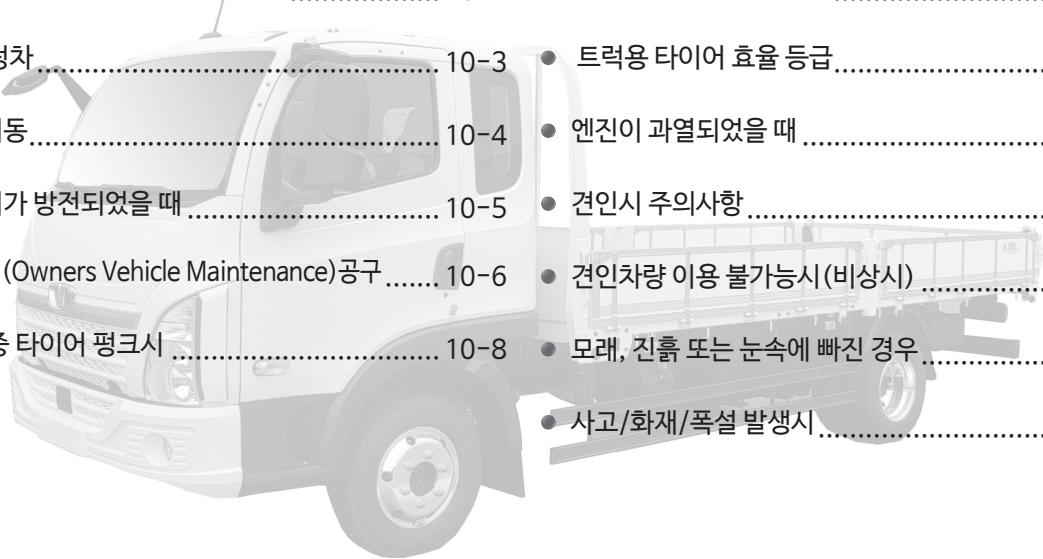 정차 10-3
시동 10-4
리가 방전되었을 때 10-5
(Owners Vehicle Maintenance)공구 10-6
중 타이어 펑크시 10-8
● 트럭용 타이어 효율 등급
● 엔진이 과열되었을 때
● 견인시 주의사항
● 견인차량 이용 불가능시(비상시)
● 모래, 진흙 또는 눈속에 빠진 경우
● 사고/화재/폭설 발생시